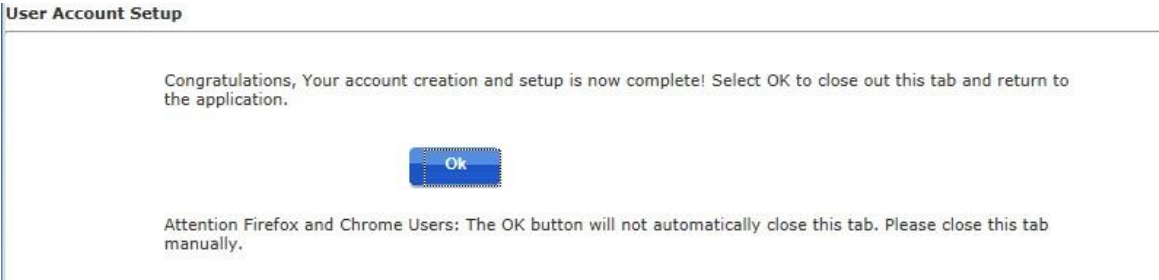 User Account Setup
Congratulations, Your account creation and setup is now complete! Select OK to close out this tab and return to
the application.
Ok
Attention Firefox and Chrome Users: The OK button will not automatically close this tab. Please close this tab
manually.